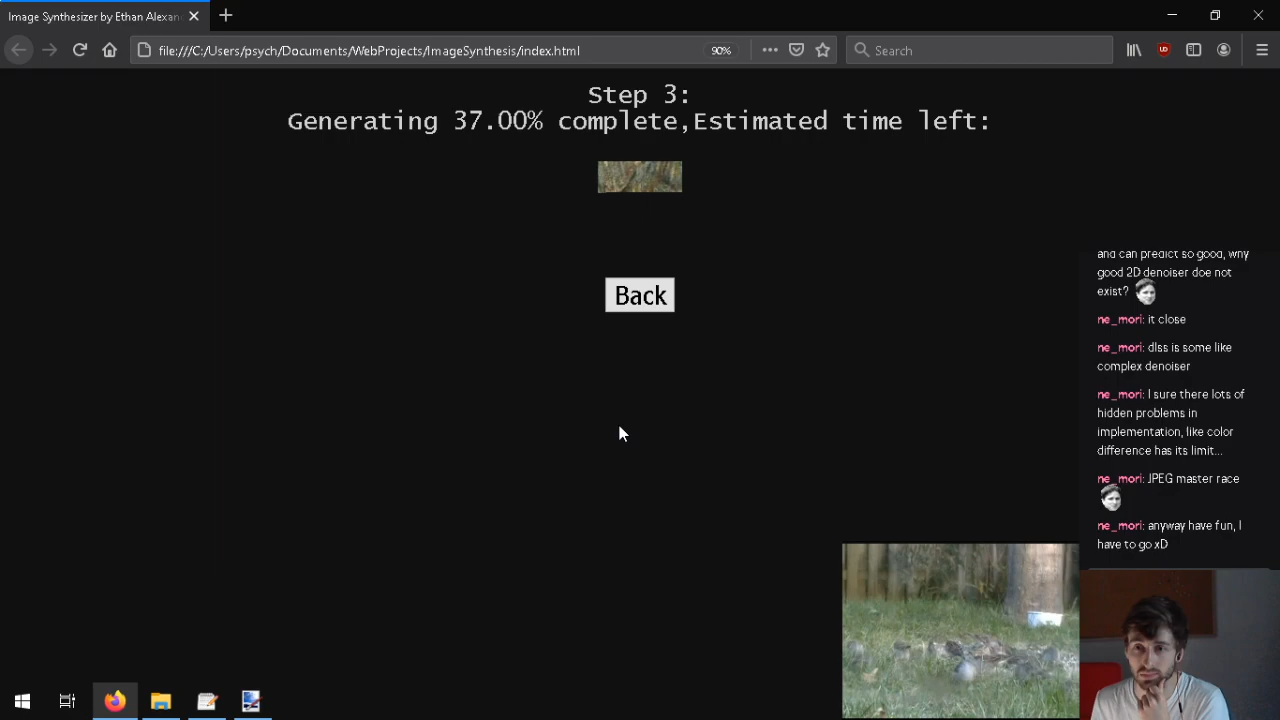 Image Synthesizer by Ethan Alexan
file:///C:/Users/psych/Documents/WebProjects/ImageSynthesis/index.html
90%
Search
Step 3:
Generating 37.00% complete,Estimated time left:
Back
and can predict so good, why
good 2D denoiser doe not
exist?
ne_mori: it close
ne_mori: dlss is some like
complex denoiser
ne_mori: I sure there lots of
hidden problems in
implementation, like color
difference has its limit...
ne_mori: JPEG master race
ne_mori: anyway have fun, I
have to go xD